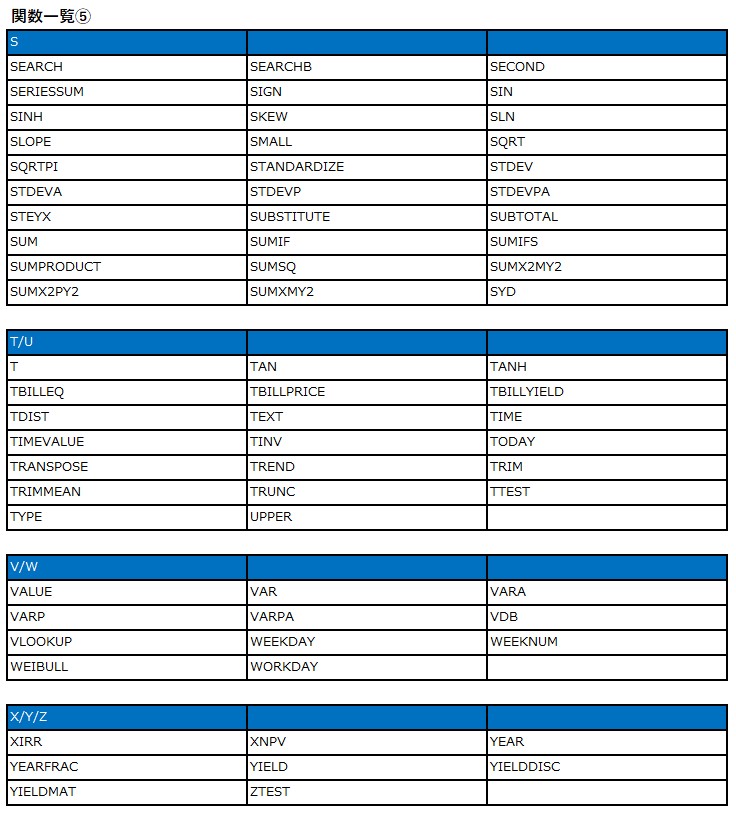 関数一覧⑤
S
SEARCH SEARCHB SECOND
SERIESSUM SIGN SIN
SINH SKEW SLN
SLOPE SMALL SQRT
SQRTPI STANDARDIZE STDEV
STDEVA STDEVP STDEVPA
STEYX SUBSTITUTE SUBTOTAL
SUM SUMIF SUMIFS
SUMPRODUCT SUMSQ SUMX2MY2
SUMX2PY2 SUMXMY2 SYD
T/U
T TAN TANH
TBILLEQ TBILLPRICE TBILLYIELD
TDIST TEXT TIME
TIMEVALUE TINV TODAY
TRANSPOSE TREND TRIM
TRIMMEAN TRUNC TTEST
TYPE UPPER
V/W
VALUE VAR VARA
VARP VARPA VDB
VLOOKUP WEEKDAY WEEKNUM
WEIBULL WORKDAY
X/Y/Z
XIRR XNPV YEAR
YEARFRAC YIELD YIELDDISC
YIELDMAT ZTEST